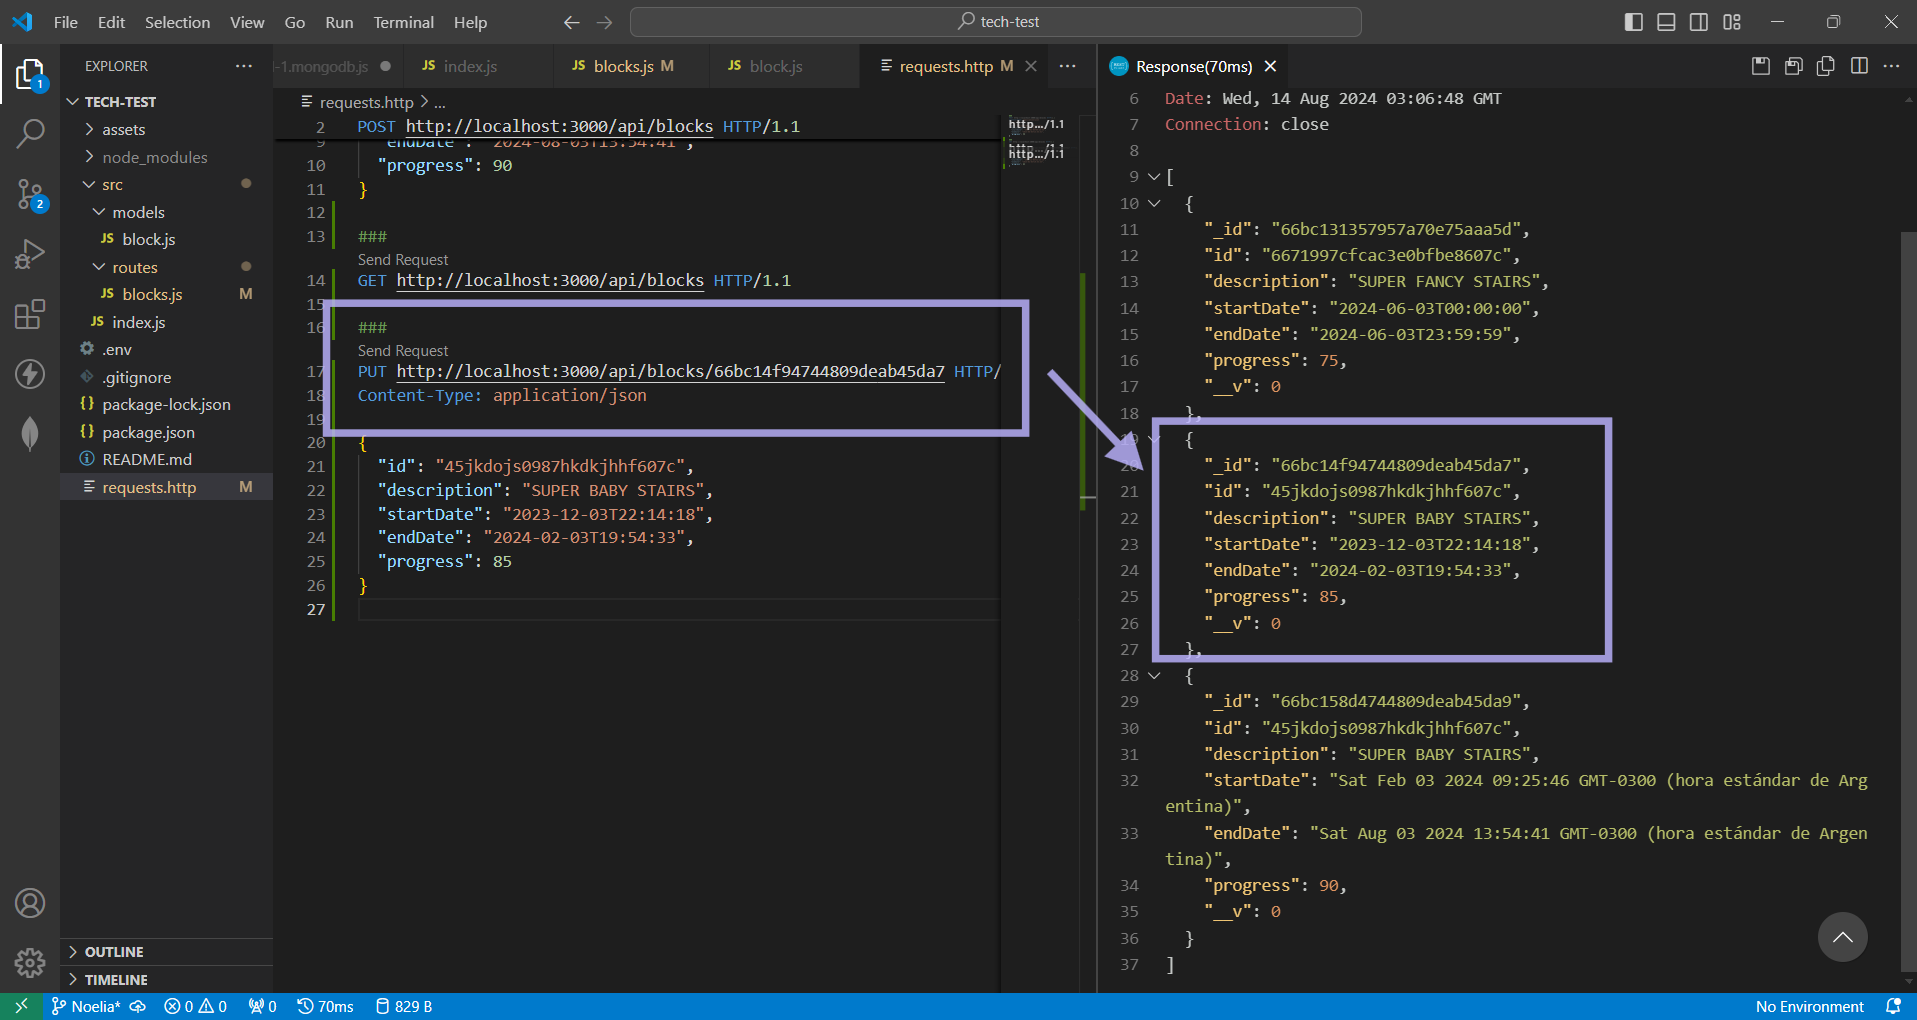 File Edit Selection View Go Run Terminal Help
tech-test
EXPLORER
TECH-TEST
assets
node_modules
src
models
JS block.js
routes
JS blocks.js M
JS index.js
.env
.gitignore
{} package-lock.json
{} package.json
README.md
requests.http M
OUTLINE
TIMELINE
1
2
-1.mongodb.js
JS index.js
JS blocks.js M
JS block.js
requests.http M
requests.http > ...
2 POST http://localhost:3000/api/blocks HTTP/1.1
9 "endDate": "2024-08-03T13:54:41",
10 "progress": 90
11 }
12
13 ###
Send Request
14 GET http://localhost:3000/api/blocks HTTP/1.1
15
16 ###
Send Request
17 PUT http://localhost:3000/api/blocks/66bc14f94744809deab45da7 HTTP/
18 Content-Type: application/json
19
20 {
21 "id": "45jkdojs0987hkdkjhhf607c",
22 "description": "SUPER BABY STAIRS",
23 "startDate": "2023-12-03T22:14:18",
24 "endDate": "2024-02-03T19:54:33",
25 "progress": 85
26 }
27
http…/1.1
http…/1.1
Response(70ms)
6 Date: Wed, 14 Aug 2024 03:06:48 GMT
7 Connection: close
8
9 [
10 {
11 "_id": "66bc131357957a70e75aaa5d",
12 "id": "6671997cfcac3e0bfbe8607c",
13 "description": "SUPER FANCY STAIRS",
14 "startDate": "2024-06-03T00:00:00",
15 "endDate": "2024-06-03T23:59:59",
16 "progress": 75,
17 "__v": 0
18 },
19 {
20 "_id": "66bc14f94744809deab45da7",
21 "id": "45jkdojs0987hkdkjhhf607c",
22 "description": "SUPER BABY STAIRS",
23 "startDate": "2023-12-03T22:14:18",
24 "endDate": "2024-02-03T19:54:33",
25 "progress": 85,
26 "__v": 0
27 },
28 {
29 "_id": "66bc158d4744809deab45da9",
30 "id": "45jkdojs0987hkdkjhhf607c",
31 "description": "SUPER BABY STAIRS",
32 "startDate": "Sat Feb 03 2024 09:25:46 GMT-0300 (hora estándar de Arg
entina)",
33 "endDate": "Sat Aug 03 2024 13:54:41 GMT-0300 (hora estándar de Argen
tina)",
34 "progress": 90,
35 "__v": 0
36 }
37 ]
Noelia* 0 0 0 70ms 829 B
No Environment